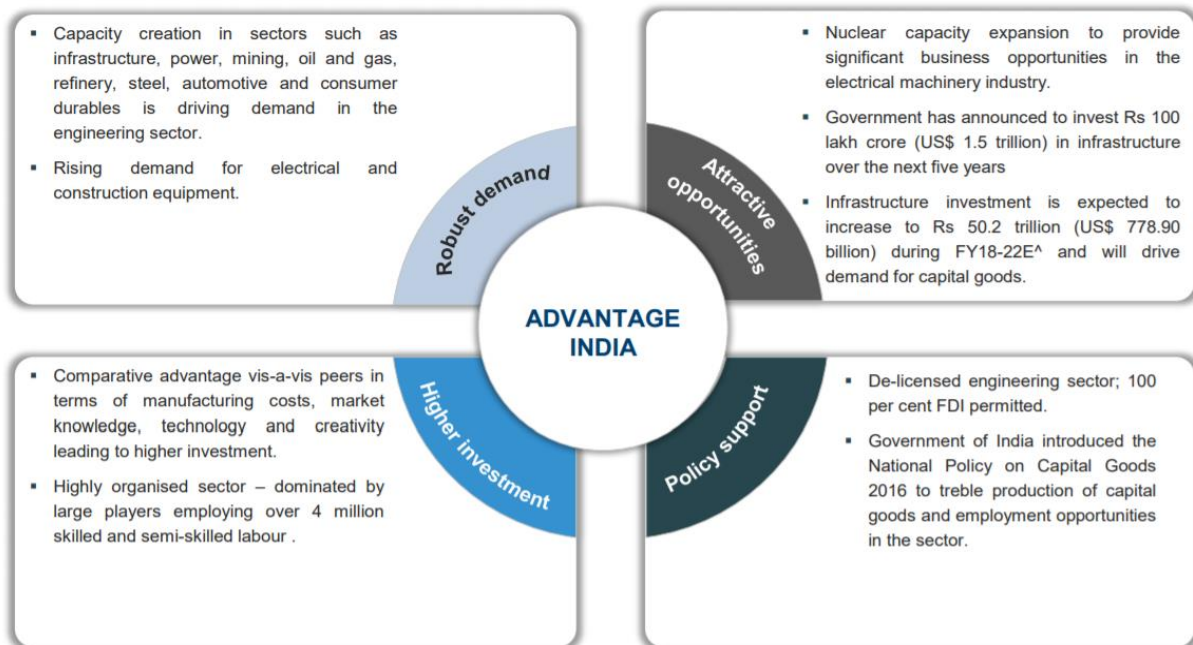 ▪ Capacity creation in sectors such as
infrastructure, power, mining, oil and gas,
refinery, steel, automotive and consumer
durables is driving demand in the
engineering sector.
▪ Rising demand for electrical and
construction equipment.
Robust demand
▪ Nuclear capacity expansion to provide
significant business opportunities in the
electrical machinery industry.
▪ Government has announced to invest Rs 100
lakh crore (US$ 1.5 trillion) in infrastructure
over the next five years
▪ Infrastructure investment is expected to
increase to Rs 50.2 trillion (US$ 778.90
billion) during FY18-22E^ and will drive
demand for capital goods.
Attractive
opportunities
ADVANTAGE
INDIA
▪ Comparative advantage vis-a-vis peers in
terms of manufacturing costs, market
knowledge, technology and creativity
leading to higher investment.
▪ Highly organised sector – dominated by
large players employing over 4 million
skilled and semi-skilled labour .
Higher investment
▪ De-licensed engineering sector; 100
per cent FDI permitted.
▪ Government of India introduced the
National Policy on Capital Goods
2016 to treble production of capital
goods and employment opportunities
in the sector.
Policy support